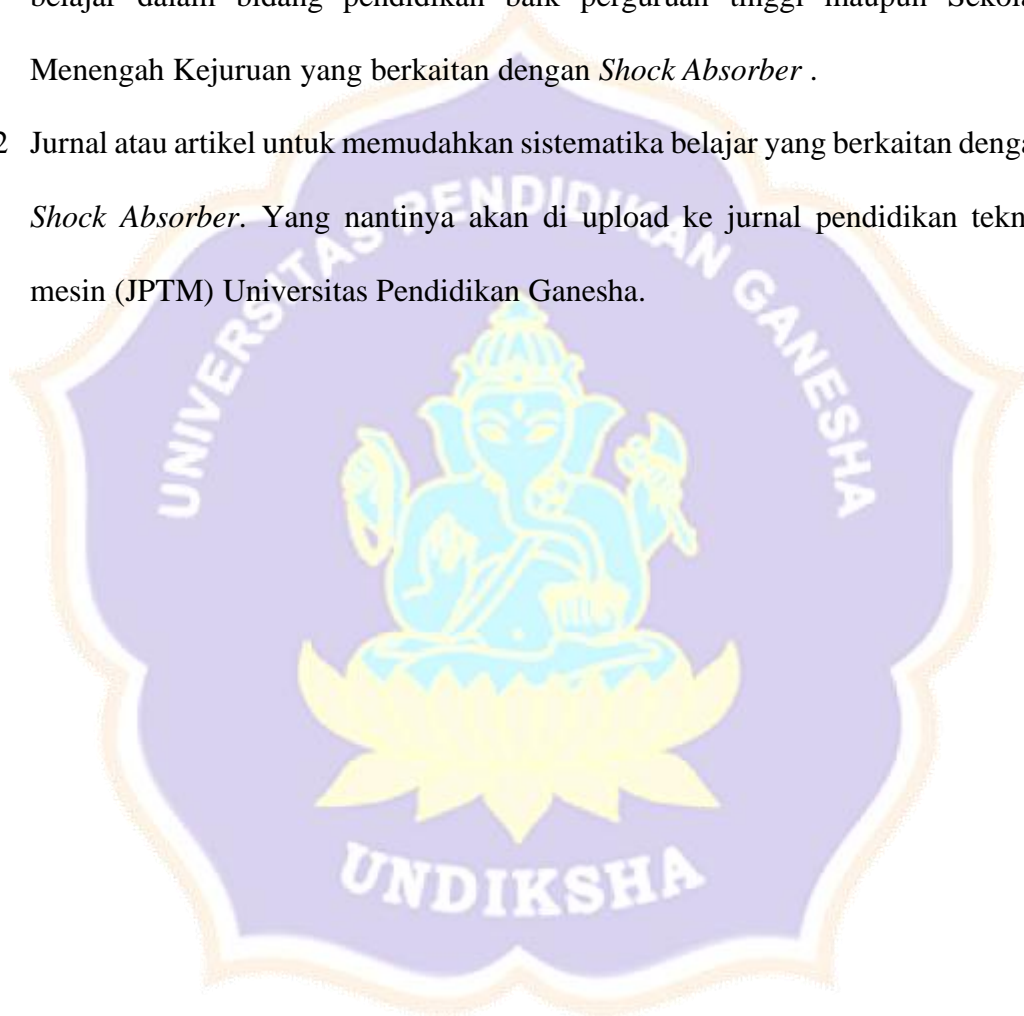 belajar dalam bidang pendidikan baik perguruan tinggi maupun Sekola
Menengah Kejuruan yang berkaitan dengan Shock Absorber .
2 Jurnal atau artikel untuk memudahkan sistematika belajar yang berkaitan denga
Shock Absorber. Yang nantinya akan di upload ke jurnal pendidikan tekn
mesin (JPTM) Universitas Pendidikan Ganesha.
UNIVERSITAS PENDIDIKAN GANESHA
UNDIKSHA